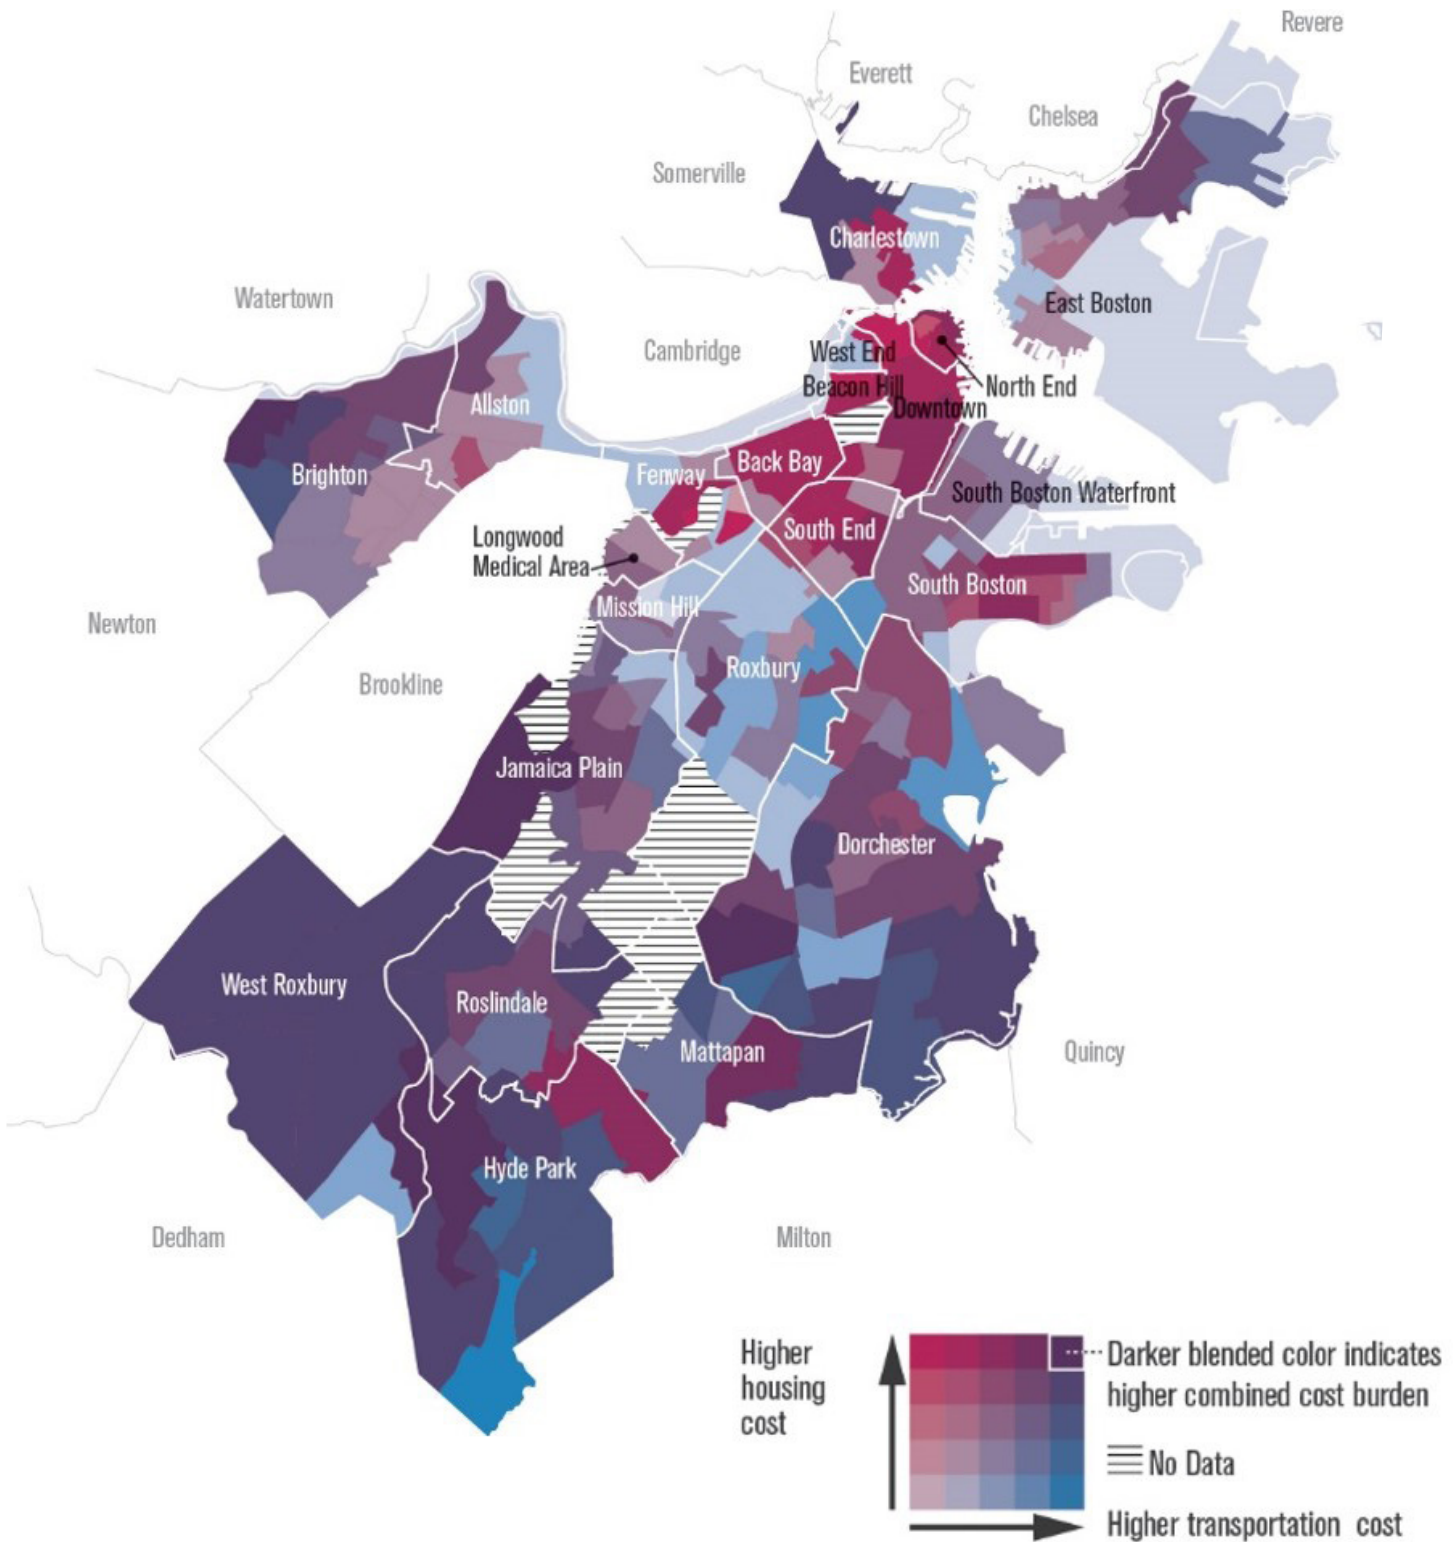 Revere
Everett
Chelsea
Somerville
Charlestown
Watertown
East Boston
Cambridge
West End
Beacon Hill
North End
Downtown
Allston
Back Bay
Brighton
Fenway
South Boston Waterfront
South End
Longwood
Medical Area
South Boston
Mission Hill
Newton
Roxbury
Brookline
Jamaica Plain
Dorchester
West Roxbury
Roslindale
Mattapan
Quincy
Hyde Park
Dedham
Milton
Higher
housing
cost
Darker blended color indicates
higher combined cost burden
No Data
Higher transportation cost